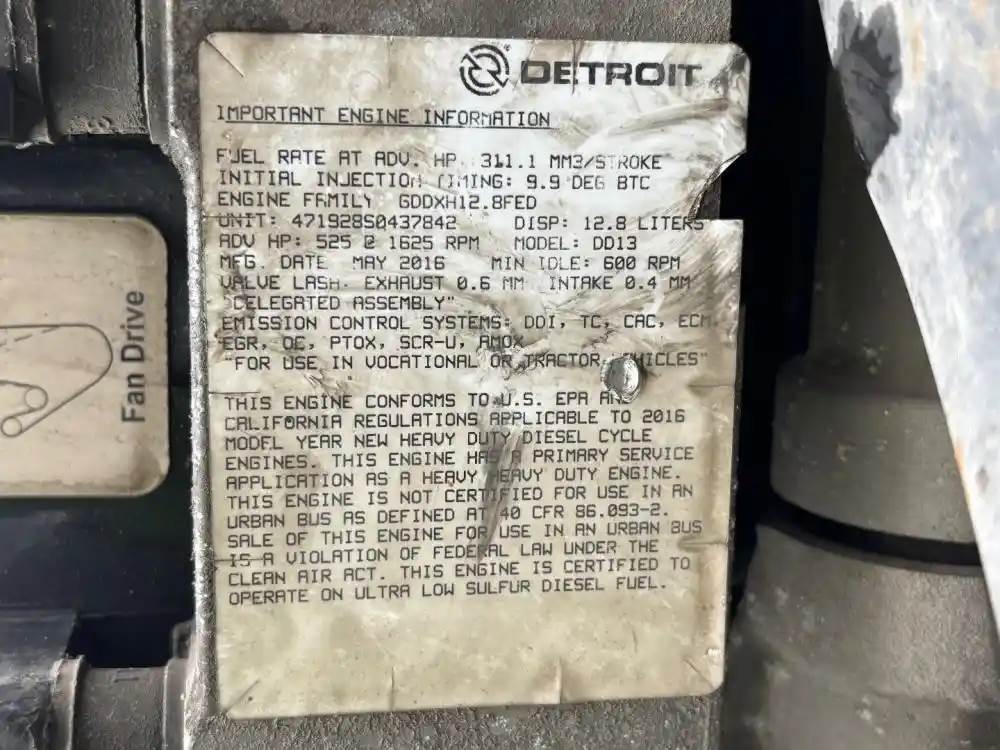 DETROIT
IMPORTANT ENGINE INFORMATION
FUEL RATE AT ADV. HP. 311.1 MM3/STROKE
INITIAL INJECTION TIMING: 9.9 DEG BTC
ENGINE FAMILY GDDXH12.8FED
UNIT: 471928S0437842 DISP: 12.8 LITERS
ADV HP: 525 @ 1625 RPM MODEL: DD13
MFG. DATE MAY 2016 MIN IDLE: 600 RPM
VALVE LASH. EXHAUST 0.6 MM INTAKE 0.4 MM
"DELEGATED ASSEMBLY"
EMISSION CONTROL SYSTEMS: DDI, TC, CAC, ECM,
EGR, OC, PTOX, SCR-U, AMOX
"FOR USE IN VOCATIONAL OR TRACTOR VEHICLES"
THIS ENGINE CONFORMS TO U.S. EPA AND
CALIFORNIA REGULATIONS APPLICABLE TO 2016
MODEL YEAR NEW HEAVY DUTY DIESEL CYCLE
ENGINES. THIS ENGINE HAS A PRIMARY SERVICE
APPLICATION AS A HEAVY HEAVY DUTY ENGINE.
THIS ENGINE IS NOT CERTIFIED FOR USE IN AN
URBAN BUS AS DEFINED AT 40 CFR 86.093-2.
SALE OF THIS ENGINE FOR USE IN AN URBAN BUS
IS A VIOLATION OF FEDERAL LAW UNDER THE
CLEAN AIR ACT. THIS ENGINE IS CERTIFIED TO
OPERATE ON ULTRA LOW SULFUR DIESEL FUEL.
Fan Drive